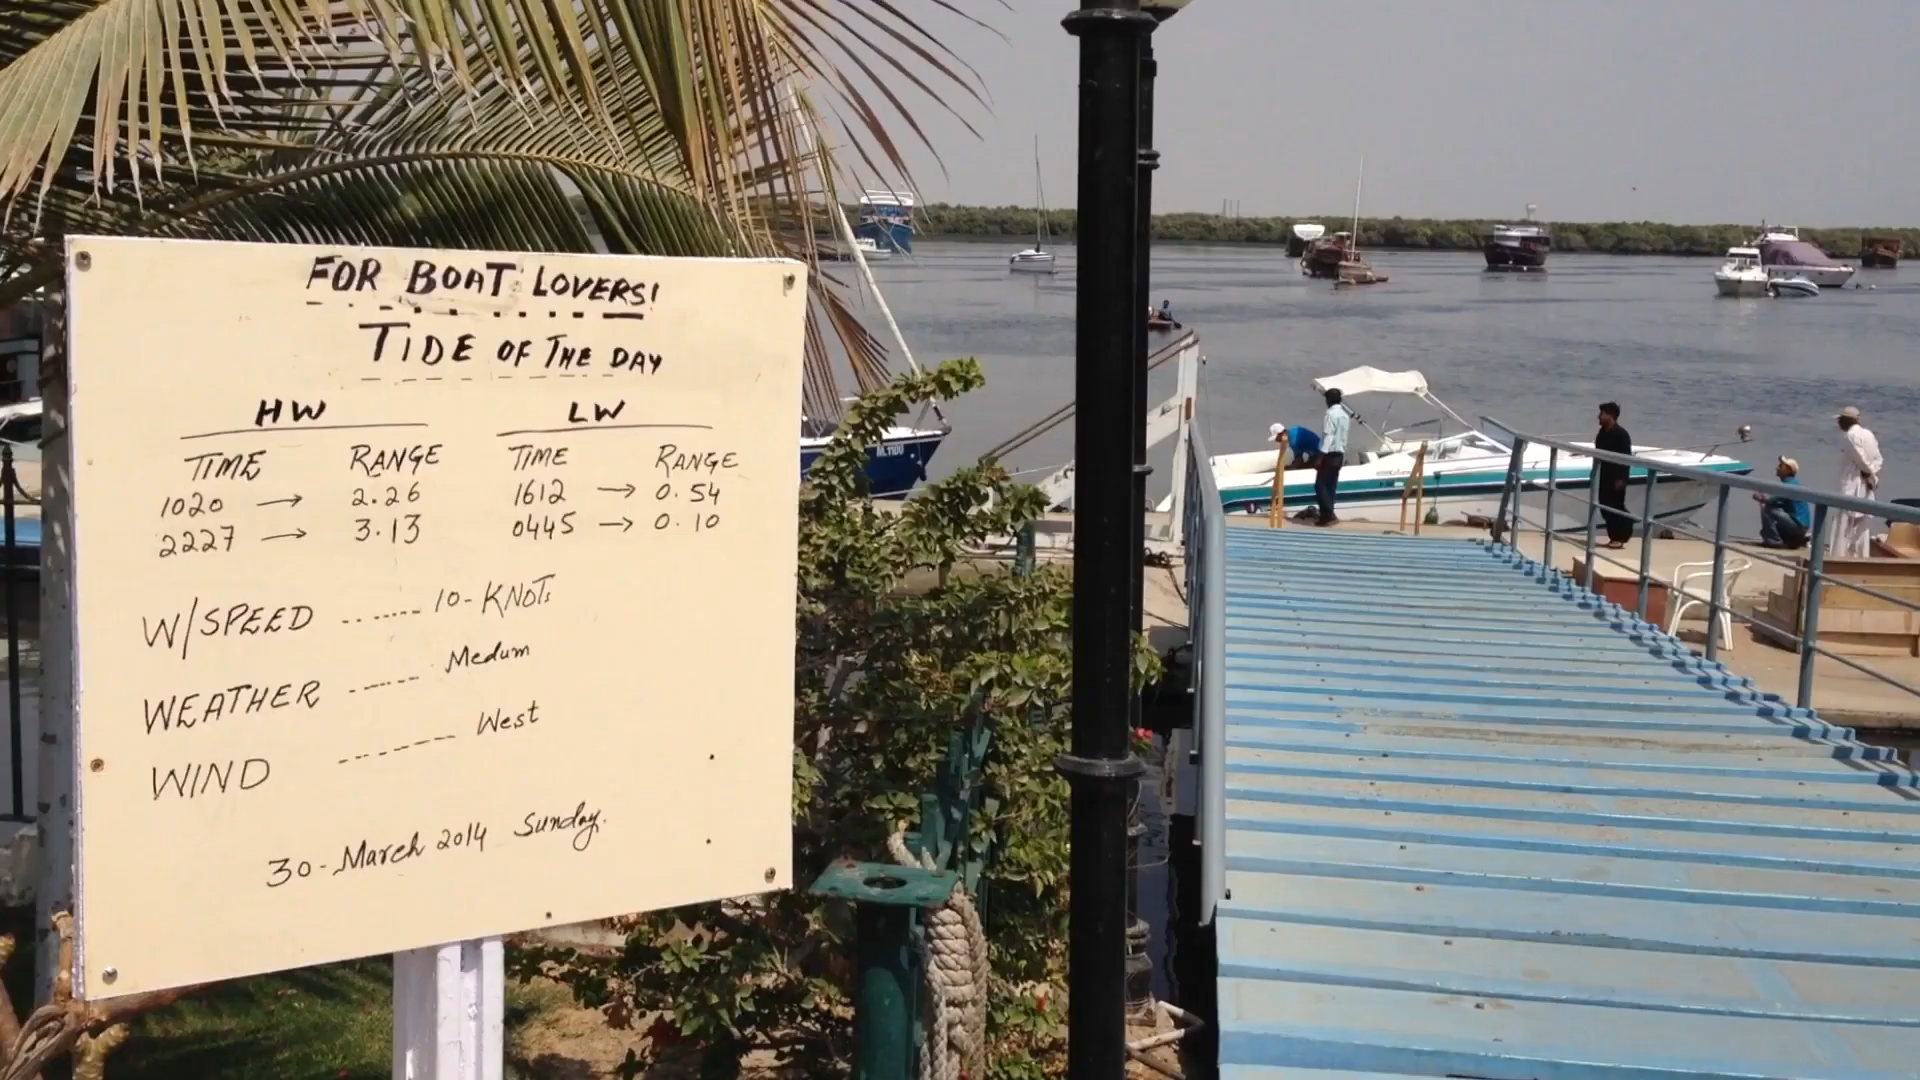 FOR BOAT LOVERS!
TIDE OF THE DAY
HW LW
TIME RANGE TIME RANGE
1020 → 2.26 1612 → 0.54
2227 → 3.13 0445 → 0.10
W/SPEED ....... 10-KNOTs
WEATHER ------ Medum
WIND --------- West
30-March 2014 Sunday.
M.1100